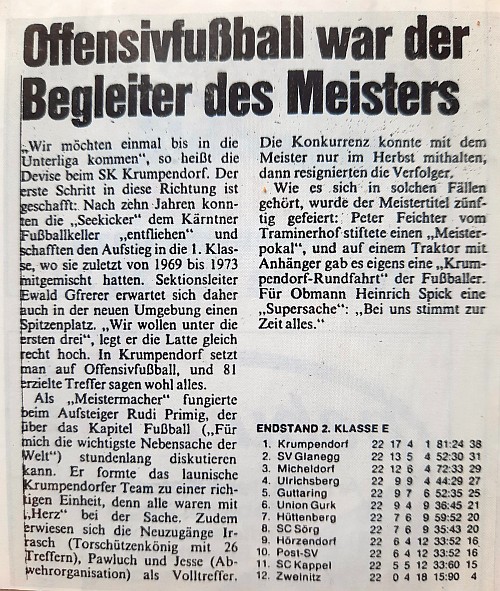 Offensivfußball war der
Begleiter des Meisters
„Wir möchten einmal bis in die
Unterliga kommen“, so heißt die
Devise beim SK Krumpendorf. Der
erste Schritt in diese Richtung ist
geschafft: Nach zehn Jahren konn-
ten die „Seekicker“ dem Kärntner
Fußballkeller „entfliehen“ und
schafften den Aufstieg in die 1. Klas-
se, wo sie zuletzt von 1969 bis 1973
mitgemischt hatten. Sektionsleiter
Ewald Gfrerer erwartet sich daher
auch in der neuen Umgebung einen
Spitzenplatz. „Wir wollen unter die
ersten drei“, legt er die Latte gleich
recht hoch. In Krumpendorf setzt
man auf Offensivfußball, und 81
erzielte Treffer sagen wohl alles.
Als „Meistermacher“ fungierte
beim Aufsteiger Rudi Primig, der
über das Kapitel Fußball („Für
mich die wichtigste Nebensache der
Welt“) stundenlang diskutieren
kann. Er formte das launische
Krumpendorfer Team zu einer rich-
tigen Einheit, denn alle waren mit
„Herz“ bei der Sache. Zudem
erwiesen sich die Neuzugänge Ir-
rasch (Torschützenkönig mit 26
Treffern), Pawluch und Jesse (Ab-
wehrorganisation) als Volltreffer.
Die Konkurrenz konnte mit dem
Meister nur im Herbst mithalten,
dann resignierten die Verfolger.
Wie es sich in solchen Fällen
gehört, wurde der Meistertitel zünf-
tig gefeiert: Peter Feichter vom
Traminerhof stiftete einen „Meister-
pokal“, und auf einem Traktor mit
Anhänger gab es eigens eine „Krum-
pendorf-Rundfahrt“ der Fußballer.
Für Obmann Heinrich Spick eine
„Supersache“: „Bei uns stimmt zur
Zeit alles.“
ENDSTAND 2. KLASSE E
1. Krumpendorf 22 17 4 1 81:24 38
2. SV Glanegg 22 13 5 4 52:30 31
3. Micheldorf 22 12 6 4 72:33 29
4. Ulrichsberg 22 9 9 4 44:29 27
5. Guttaring 22 9 7 6 52:35 25
6. Union Gurk 22 9 4 9 36:45 21
7. Hüttenberg 22 7 6 9 59:52 20
8. SC Sörg 22 7 6 9 35:43 20
9. Hörzendorf 22 6 4 12 33:52 16
10. Post-SV 22 6 4 12 33:52 16
11. SC Kappel 22 5 5 12 33:60 15
12. Zweinitz 22 0 4 18 15:90 4